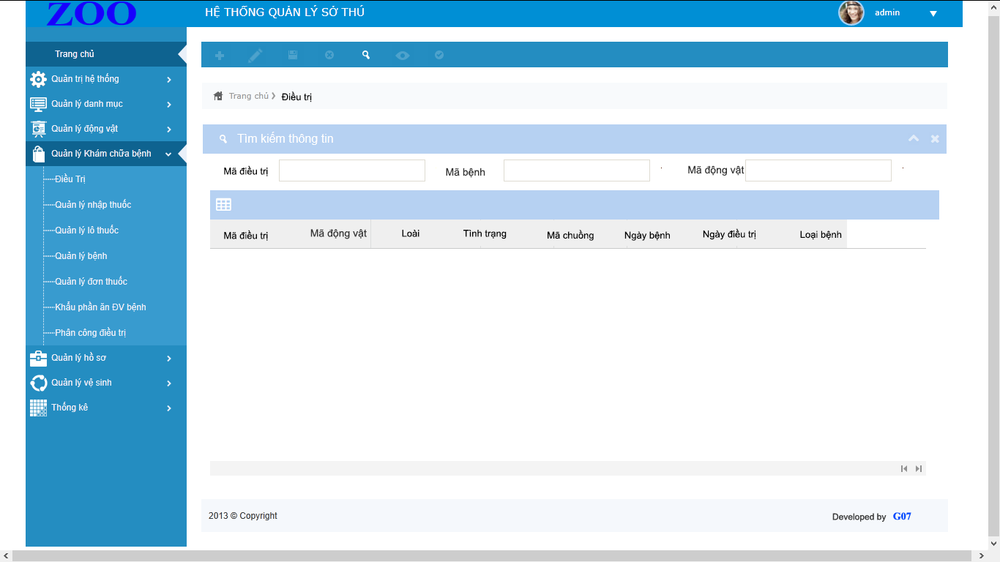 ZOO
HỆ THỐNG QUẢN LÝ SỞ THÚ
admin
Trang chủ
Quản trị hệ thống
Quản lý danh mục
Quản lý động vật
Quản lý Khám chữa bệnh
Điều Trị
Quản lý nhập thuốc
Quản lý lô thuốc
Quản lý bệnh
Quản lý đơn thuốc
Khẩu phần ăn ĐV bệnh
Phân công điều trị
Quản lý hồ sơ
Quản lý vệ sinh
Thống kê
Trang chủ Điều trị
Tìm kiếm thông tin
Mã điều trị Mã bệnh Mã động vật
Mã điều trị Mã động vật Loài Tình trạng Mã chuồng Ngày bệnh Ngày điều trị Loại bệnh
2013 © Copyright
Developed by G07